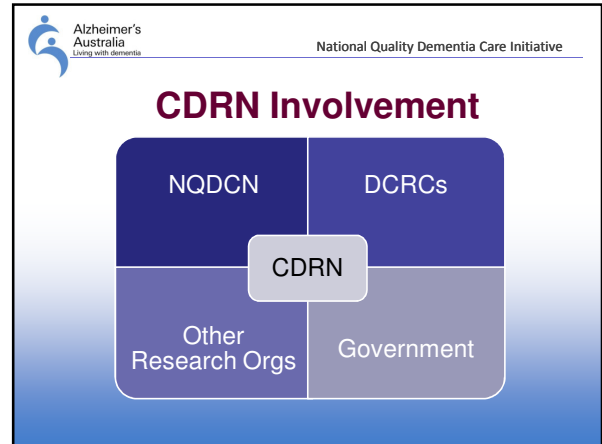 Alzheimer's
Australia
Living with dementia
National Quality Dementia Care Initiative
CDRN Involvement
NQDCN
DCRCs
CDRN
Other
Research Orgs
Government